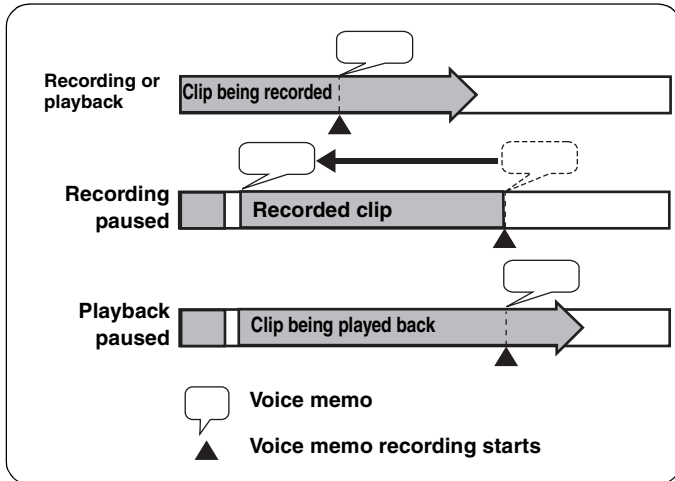 Recording or
playback
Clip being recorded
Recording
paused
Recorded clip
Playback
paused
Clip being played back
Voice memo
Voice memo recording starts